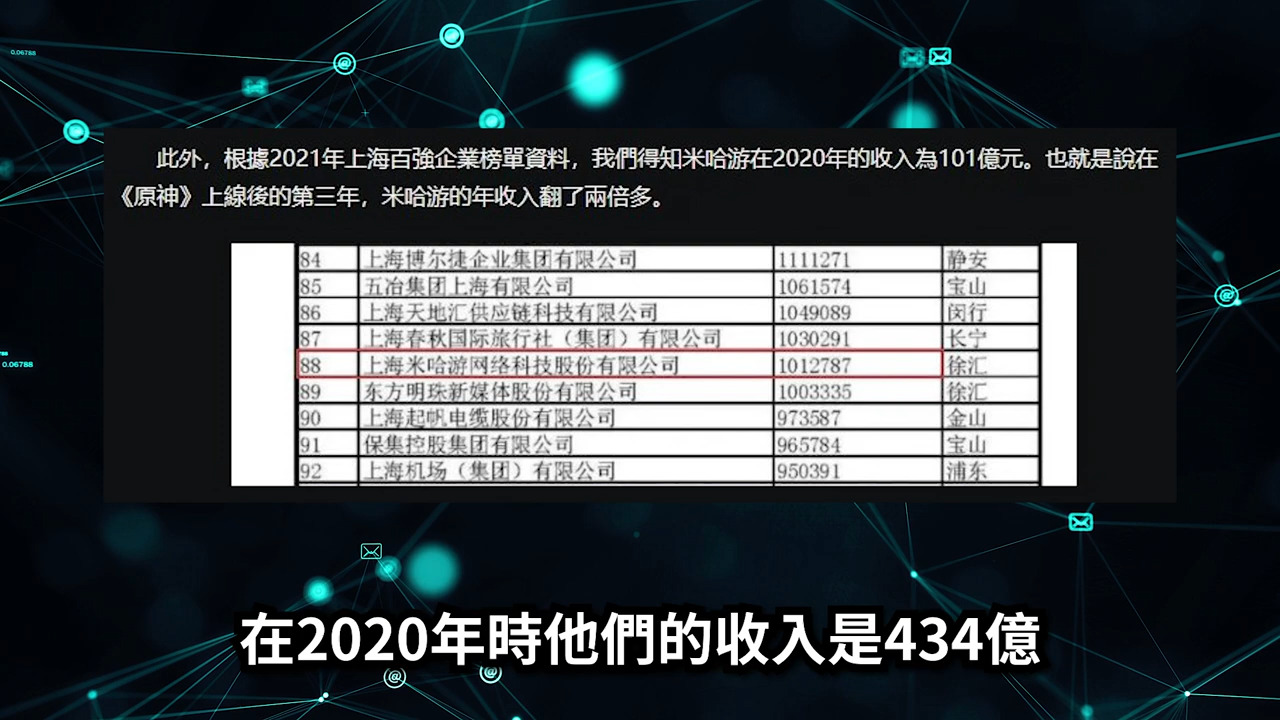 0.06788
此外，根據2021年上海百強企業榜單資料，我們得知米哈游在2020年的收入為101億元。也就是說在
《原神》上線後的第三年，米哈游的年收入翻了兩倍多。
84 上海博尔捷企业集团有限公司 1111271 静安
85 五冶集团上海有限公司 1061574 宝山
86 上海天地汇供应链科技有限公司 1049089 闵行
87 上海春秋国际旅行社（集团）有限公司 1030291 长宁
88 上海米哈游网络科技股份有限公司 1012787 徐汇
89 东方明珠新媒体股份有限公司 1003335 徐汇
90 上海起帆电缆股份有限公司 973587 金山
91 保集控股集团有限公司 965784 宝山
92 上海机场（集团）有限公司 950391 浦东
0.06788
在2020年時他們的收入是434億